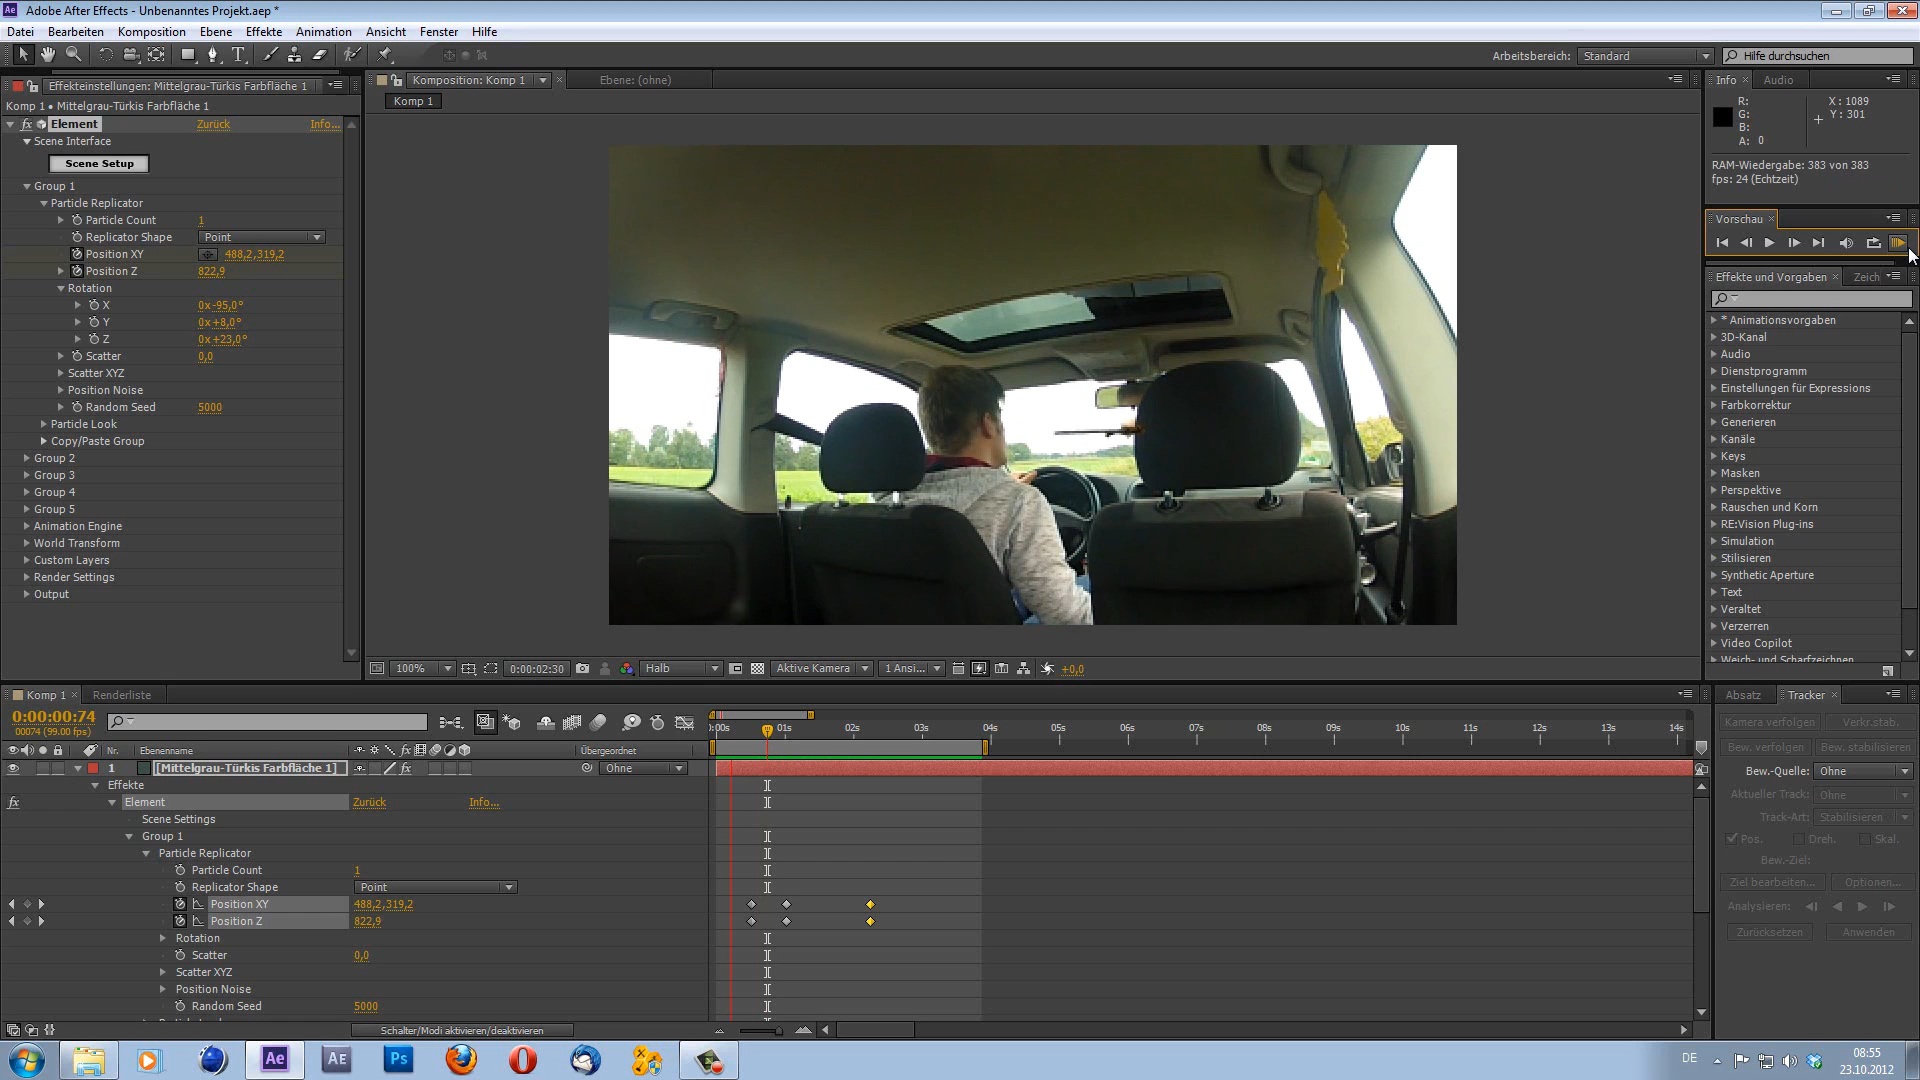 Adobe After Effects - Unbenanntes Projekt.aep *
Datei Bearbeiten Komposition Ebene Effekte Animation Ansicht Fenster Hilfe
Arbeitsbereich: Standard Hilfe durchsuchen
Effekteinstellungen: Mittelgrau-Türkis Farbfläche 1
Komp 1 • Mittelgrau-Türkis Farbfläche 1
Element Zurück Info...
Scene Interface
Scene Setup
Group 1
Particle Replicator
Particle Count 1
Replicator Shape Point
Position XY 488,2,319,2
Position Z 822,9
Rotation
X 0x-95,0°
Y 0x+8,0°
Z 0x+23,0°
Scatter 0,0
Scatter XYZ
Position Noise
Random Seed 5000
Particle Look
Copy/Paste Group
Group 2
Group 3
Group 4
Group 5
Animation Engine
World Transform
Custom Layers
Render Settings
Output
Komposition: Komp 1 Ebene: (ohne)
Komp 1
100% 0:00:02:30 Halb Aktive Kamera 1 Ansi... +0,0
Info Audio
R: X: 1089
G: Y: 301
B:
A: 0
RAM-Wiedergabe: 383 von 383
fps: 24 (Echtzeit)
Vorschau
Effekte und Vorgaben Zeich
* Animationsvorgaben
3D-Kanal
Audio
Dienstprogramm
Einstellungen für Expressions
Farbkorrektur
Generieren
Kanäle
Keys
Masken
Perspektive
Rauschen und Korn
RE:Vision Plug-ins
Simulation
Stilisieren
Synthetic Aperture
Text
Veraltet
Verzerren
Video Copilot
Weich- und Scharfzeichnen
Komp 1 Renderliste
0:00:00:74
00074 (99.00 fps)
:00s 01s 02s 03s 04s 05s 06s 07s 08s 09s 10s 11s 12s 13s 14s
Nr. Ebenenname Übergeordnet
1 [Mittelgrau-Türkis Farbfläche 1] Ohne
Effekte
Element Zurück Info...
Scene Settings
Group 1
Particle Replicator
Particle Count 1
Replicator Shape Point
Position XY 488,2,319,2
Position Z 822,9
Rotation
Scatter 0,0
Scatter XYZ
Position Noise
Random Seed 5000
Schalter/Modi aktivieren/deaktivieren
Absatz Tracker
Kamera verfolgen Verkr.stab.
Bew. verfolgen Bew. stabilisieren
Bew.-Quelle: Ohne
Aktueller Track: Ohne
Track-Art: Stabilisieren
Pos. Dreh. Skal.
Bew.-Ziel:
Ziel bearbeiten... Optionen...
Analysieren:
Zurücksetzen Anwenden
DE 08:55
23.10.2012